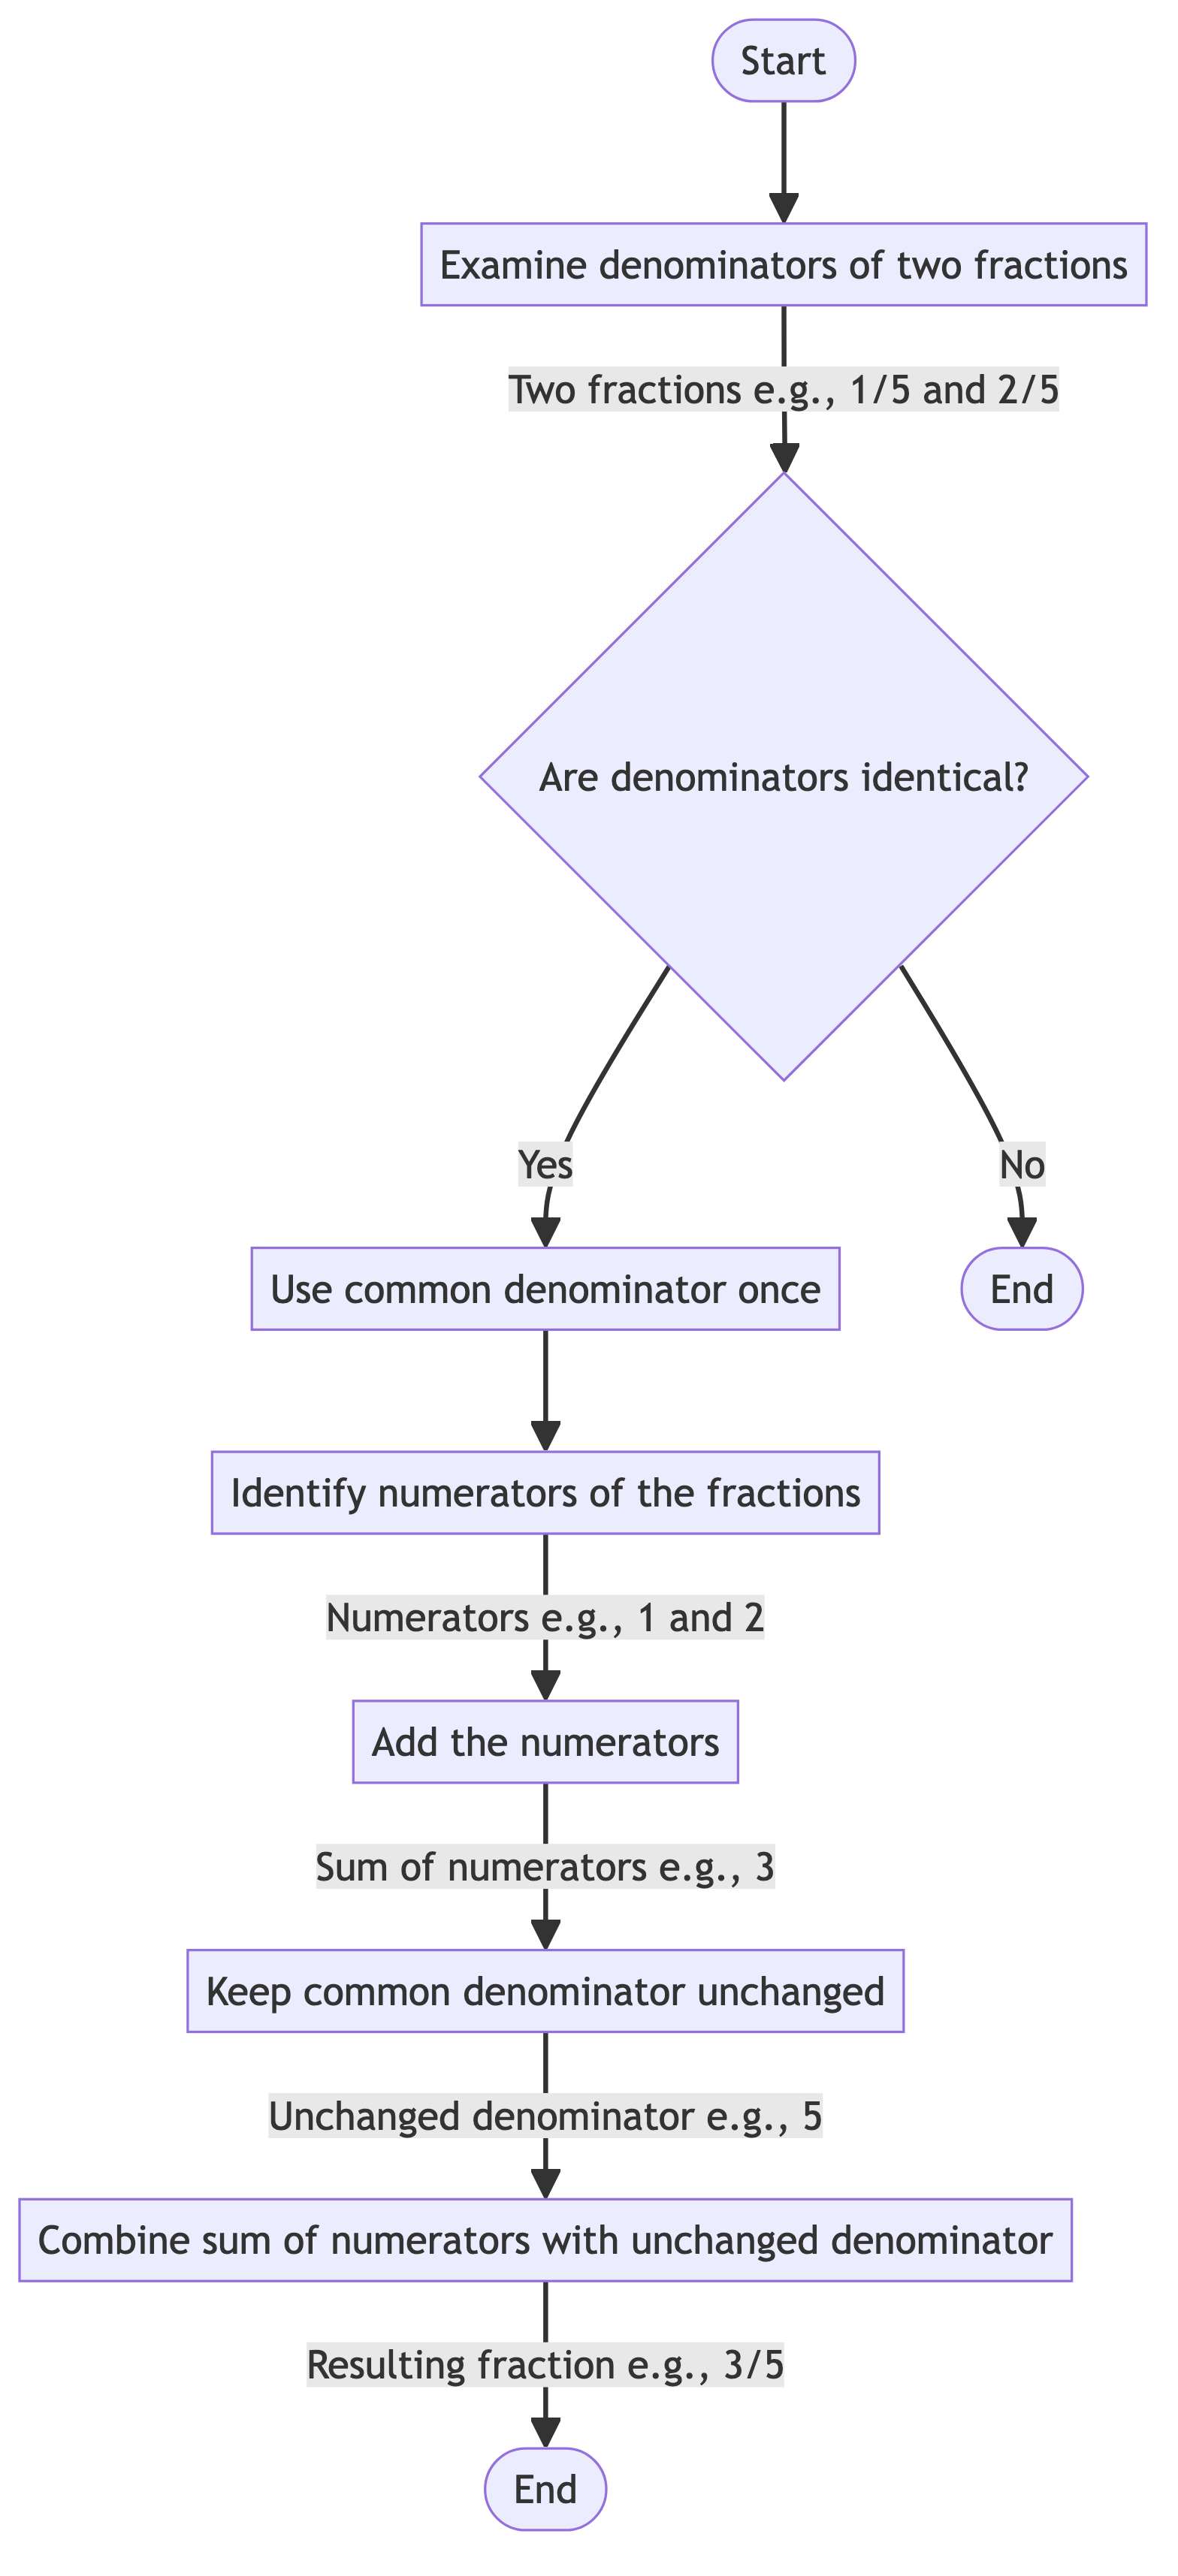 Start
Examine denominators of two fractions
Two fractions e.g., 1/5 and 2/5
Are denominators identical?
Yes
No
Use common denominator once
End
Identify numerators of the fractions
Numerators e.g., 1 and 2
Add the numerators
Sum of numerators e.g., 3
Keep common denominator unchanged
Unchanged denominator e.g., 5
Combine sum of numerators with unchanged denominator
Resulting fraction e.g., 3/5
End